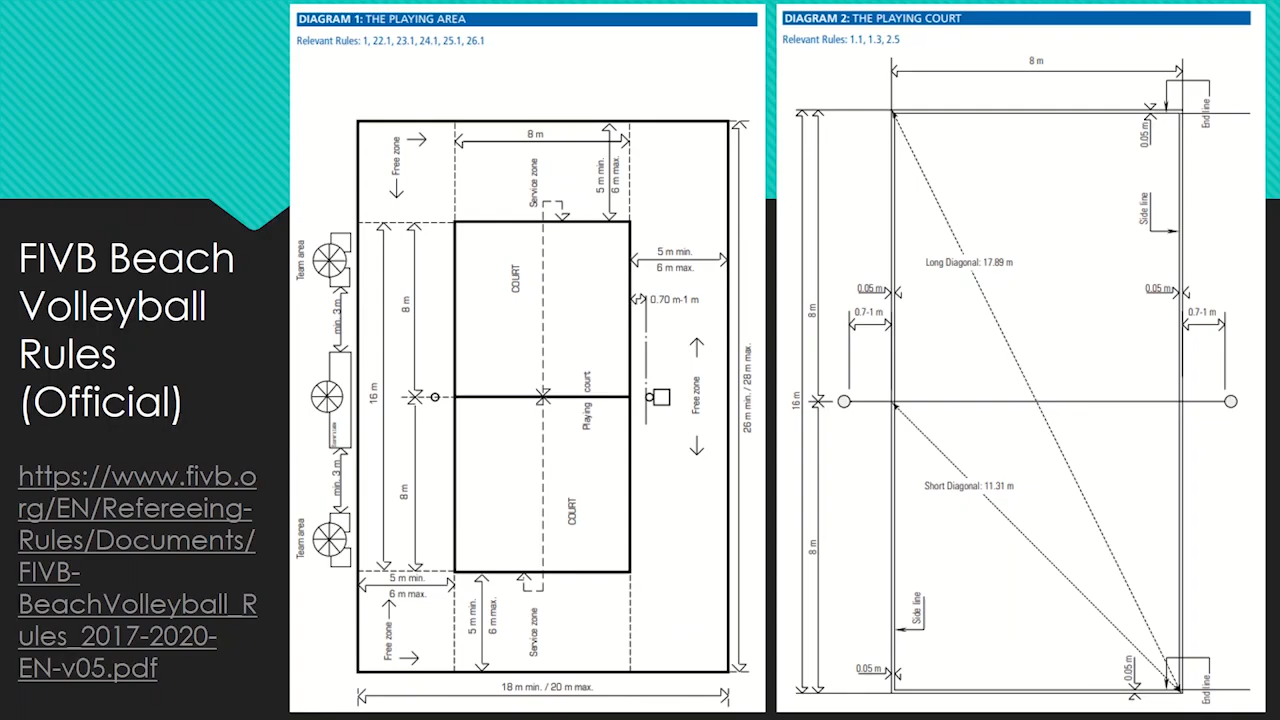 FIVB Beach
Volleyball
Rules
(Official)
https://www.fivb.o
rg/EN/Refereeing-
Rules/Documents/
FIVB-
BeachVolleyball_R
ules_2017-2020-
EN-v05.pdf
DIAGRAM 1: THE PLAYING AREA
Relevant Rules: 1, 22.1, 23.1, 24.1, 25.1, 26.1
Free zone
8 m
Service zone
5 m min.
6 m max.
Team area
COURT
5 m min.
6 m max.
0.70 m-1 m
min. 3 m
8 m
16 m
Playing court
Free zone
26 m min. / 28 m max.
min. 3 m
8 m
COURT
Team area
5 m min.
6 m max.
Free zone
5 m min.
6 m max.
Service zone
18 m min. / 20 m max.
DIAGRAM 2: THE PLAYING COURT
Relevant Rules: 1.1, 1.3, 2.5
8 m
End line
0.05 m
Side line
Long Diagonal: 17.89 m
0.05 m
0.05 m
8 m
0.7-1 m
0.7-1 m
16 m
Short Diagonal: 11.31 m
8 m
Side line
0.05 m
0.05 m
End line